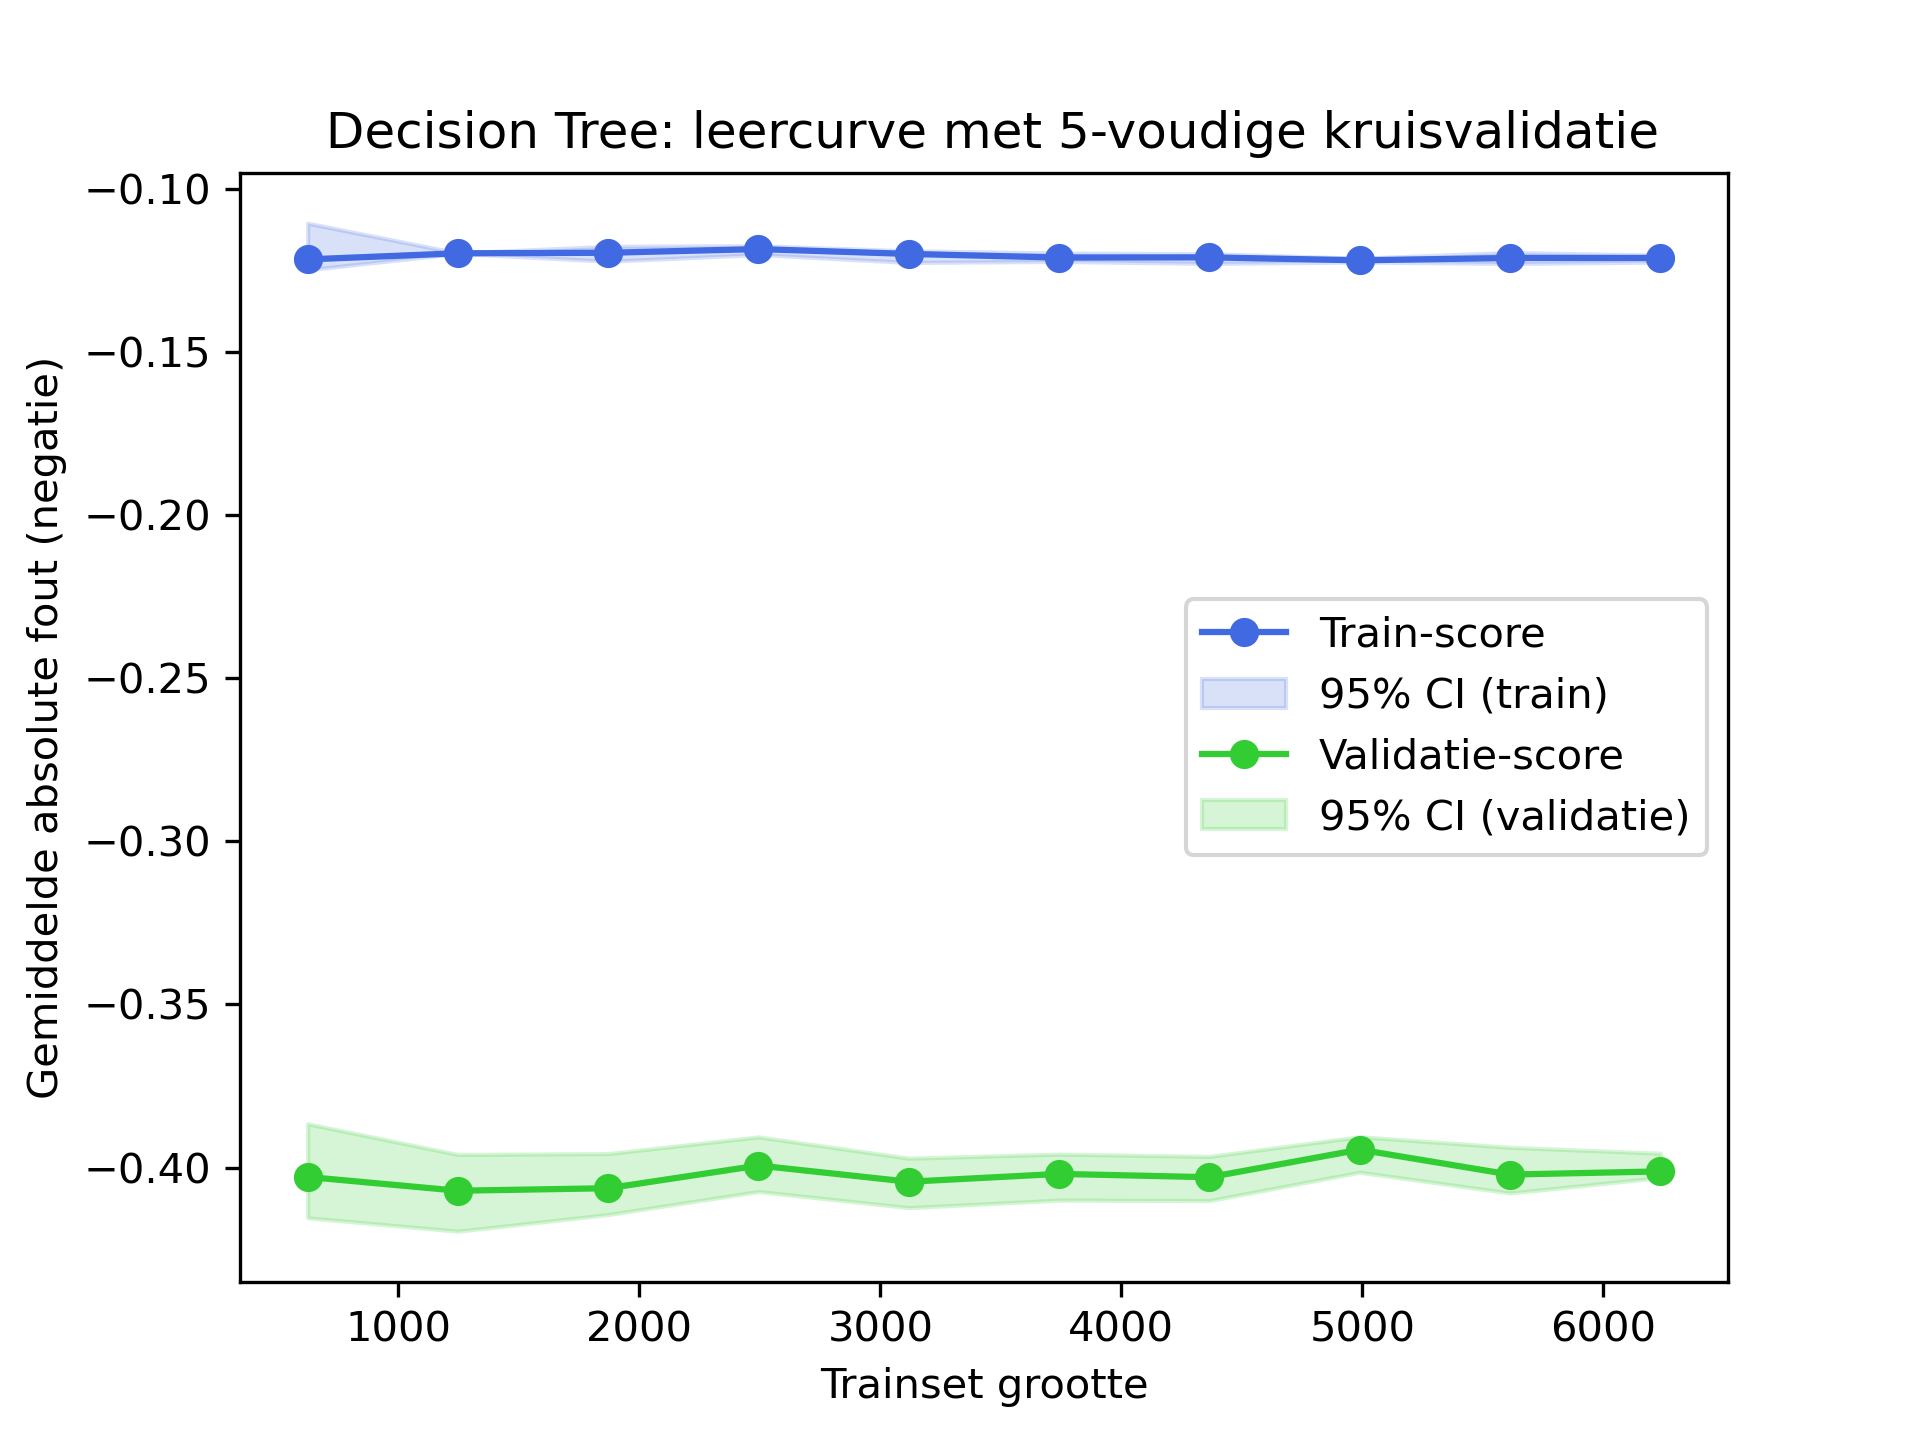 Decision Tree: leercurve met 5-voudige kruisvalidatie
Gemiddelde absolute fout (negatie)
−0.10
−0.15
−0.20
−0.25
−0.30
−0.35
−0.40
Train-score
95% CI (train)
Validatie-score
95% CI (validatie)
1000 2000 3000 4000 5000 6000
Trainset grootte